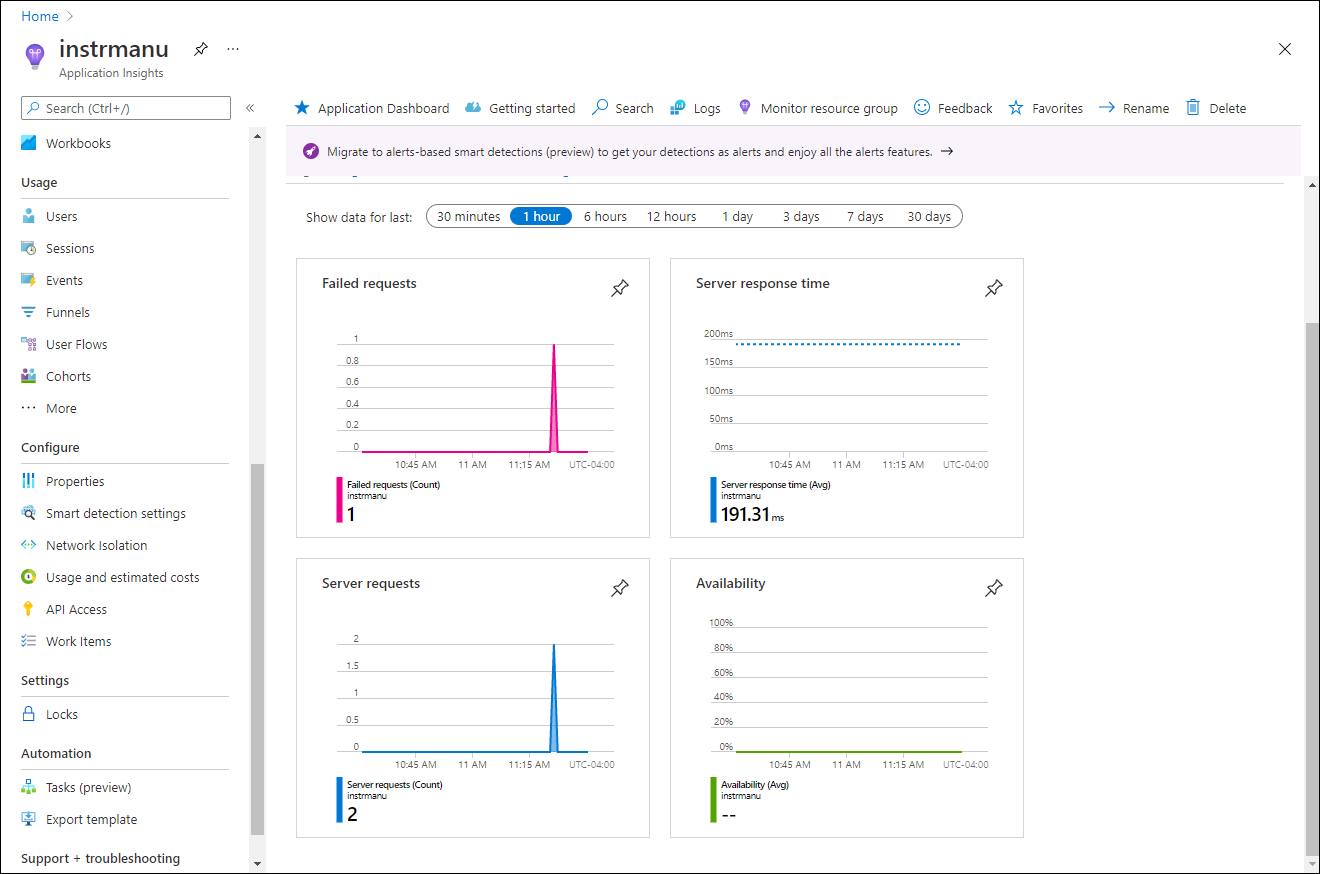 Home
instrmanu
Application Insights
Search (Ctrl+/)
Workbooks
Usage
Users
Sessions
Events
Funnels
User Flows
Cohorts
More
Configure
Properties
Smart detection settings
Network Isolation
Usage and estimated costs
API Access
Work Items
Settings
Locks
Automation
Tasks (preview)
Export template
Support + troubleshooting
Application Dashboard Getting started Search Logs Monitor resource group Feedback Favorites Rename Delete
Migrate to alerts-based smart detections (preview) to get your detections as alerts and enjoy all the alerts features.
Show data for last: 30 minutes 1 hour 6 hours 12 hours 1 day 3 days 7 days 30 days
Failed requests
1
0.8
0.6
0.4
0.2
0
10:45 AM 11 AM 11:15 AM UTC-04:00
Failed requests (Count)
instrmanu
1
Server response time
200ms
150ms
100ms
50ms
0ms
10:45 AM 11 AM 11:15 AM UTC-04:00
Server response time (Avg)
instrmanu
191.31 ms
Server requests
2
1.5
1
0.5
0
10:45 AM 11 AM 11:15 AM UTC-04:00
Server requests (Count)
instrmanu
2
Availability
100%
80%
60%
40%
20%
0%
10:45 AM 11 AM 11:15 AM UTC-04:00
Availability (Avg)
instrmanu
--